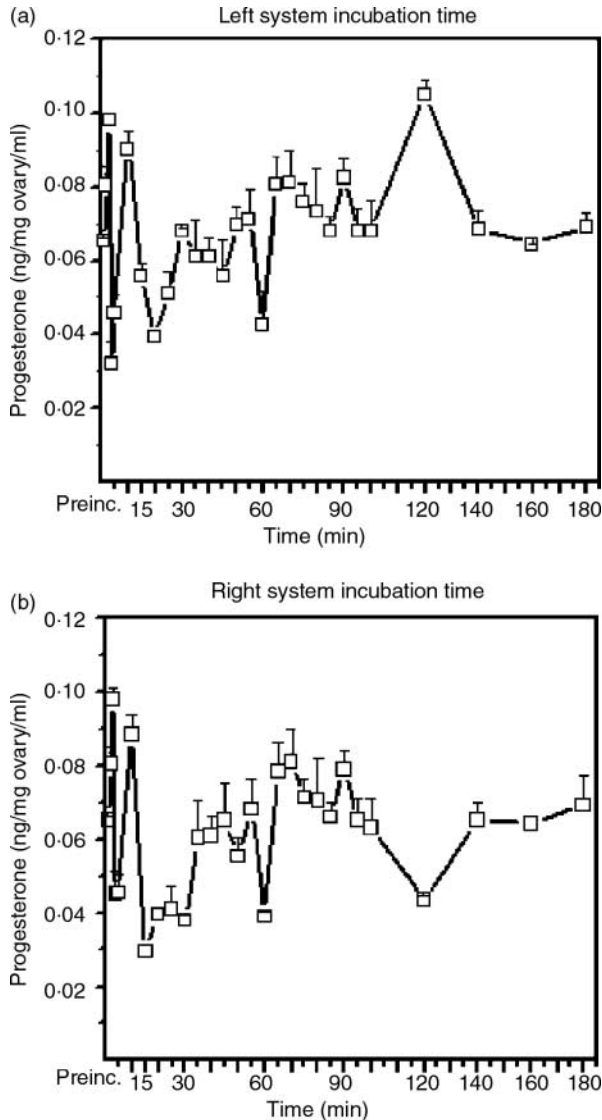 (a) Left system incubation time
0·12
0·10
0·08
0·06
0·04
0·02
Progesterone (ng/mg ovary/ml)
Preinc. 15 30 60 90 120 140 160 180
Time (min)
(b) Right system incubation time
0·12
0·10
0·08
0·06
0·04
0·02
Progesterone (ng/mg ovary/ml)
Preinc. 15 30 60 90 120 140 160 180
Time (min)